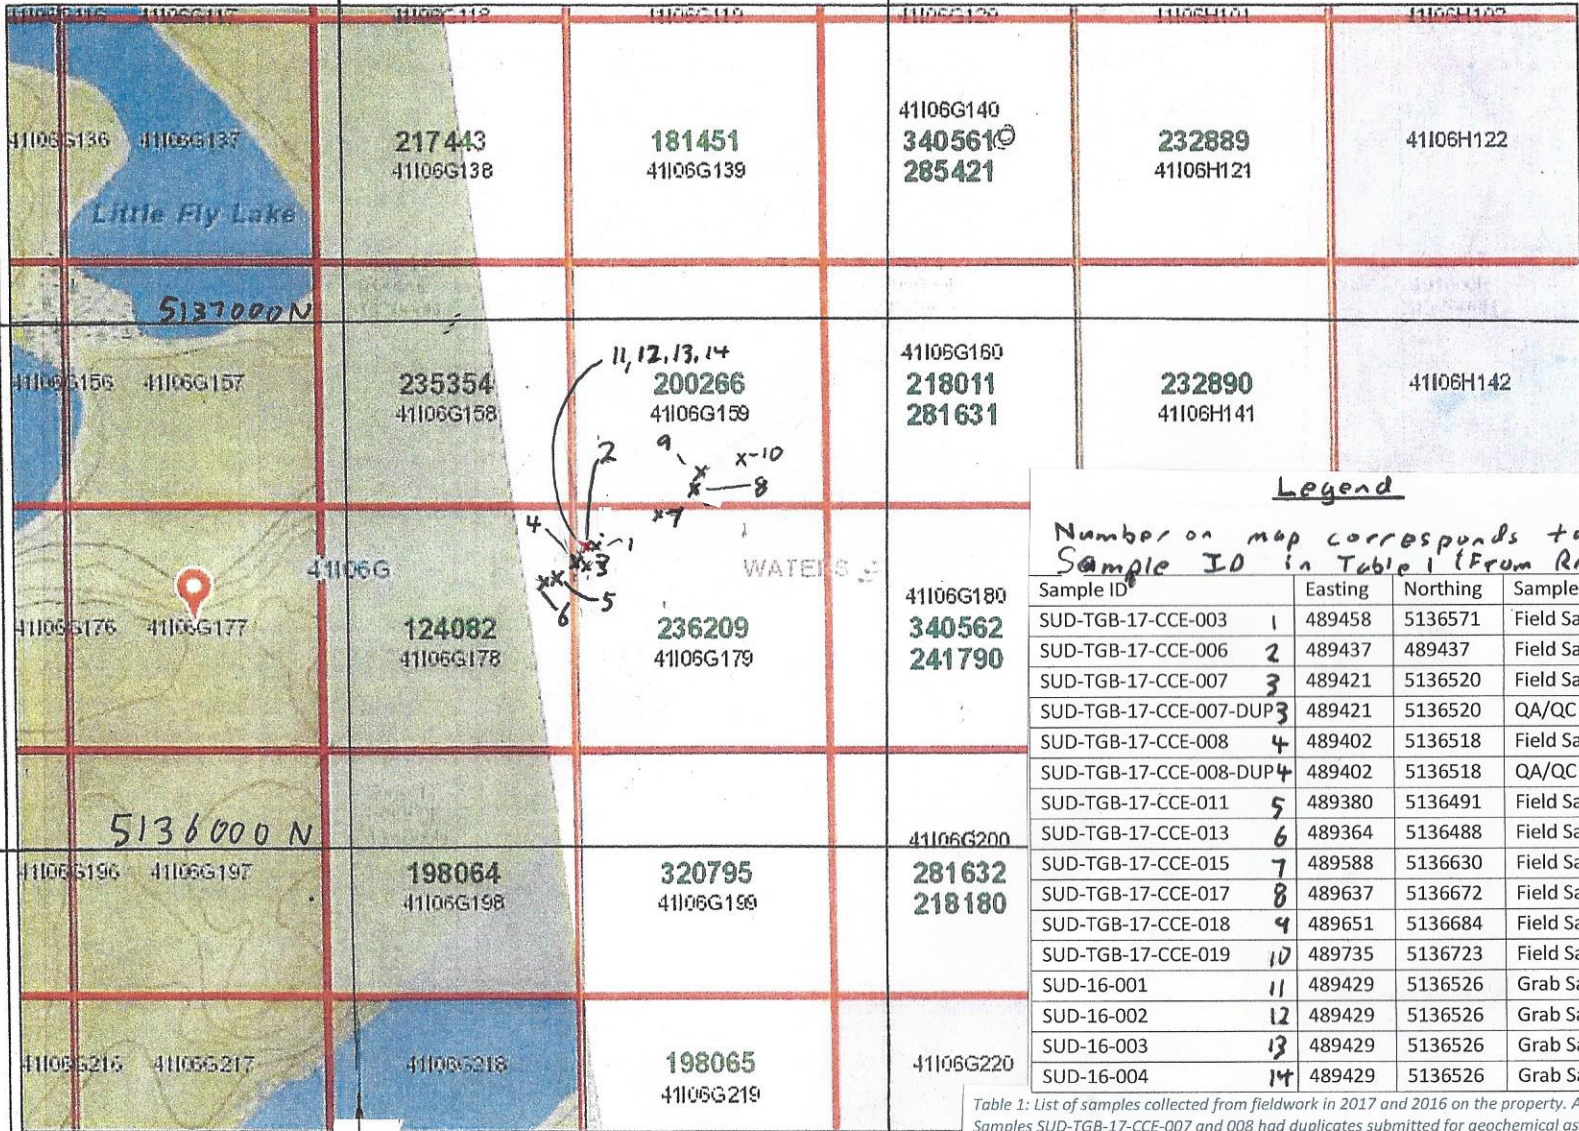 41I06G117 41I06G118 41I06G119 41I06G120 41I06H101 41I06H102
41I06G140
41I06G136 41I06G137 217443 181451 340561 232889 41I06H122
41I06G138 41I06G139 285421 41I06H121
Little Fly Lake
5137000N
11,12,13,14
41I06G160
41I06G156 41I06G157 235354 200266 218011 232890 41I06H142
41I06G158 41I06G159 281631 41I06H141
9
2
x-10
8
7
4
1
3
41I06G
WATERS
5
6
41I06G180
41I06G176 41I06G177 124082 236209 340562
41I06G178 41I06G179 241790
5136000 N
41I06G200
41I06G196 41I06G197 198064 320795 281632
41I06G198 41I06G199 218180
41I06G216 41I06G217 41I06G218 198065 41I06G220
41I06G219
Legend
Number on map corresponds to
Sample ID in Table 1 (From
Sample ID Easting Northing Sample
SUD-TGB-17-CCE-003 1 489458 5136571 Field Sa
SUD-TGB-17-CCE-006 2 489437 489437 Field Sa
SUD-TGB-17-CCE-007 3 489421 5136520 Field Sa
SUD-TGB-17-CCE-007-DUP 3 489421 5136520 QA/QC
SUD-TGB-17-CCE-008 4 489402 5136518 Field Sa
SUD-TGB-17-CCE-008-DUP 4 489402 5136518 QA/QC
SUD-TGB-17-CCE-011 5 489380 5136491 Field Sa
SUD-TGB-17-CCE-013 6 489364 5136488 Field Sa
SUD-TGB-17-CCE-015 7 489588 5136630 Field Sa
SUD-TGB-17-CCE-017 8 489637 5136672 Field Sa
SUD-TGB-17-CCE-018 9 489651 5136684 Field Sa
SUD-TGB-17-CCE-019 10 489735 5136723 Field Sa
SUD-16-001 11 489429 5136526 Grab Sa
SUD-16-002 12 489429 5136526 Grab Sa
SUD-16-003 13 489429 5136526 Grab Sa
SUD-16-004 14 489429 5136526 Grab Sa
Table 1: List of samples collected from fieldwork in 2017 and 2016 on the property. A
Samples SUD-TGB-17-CCE-007 and 008 had duplicates submitted for geochemical as